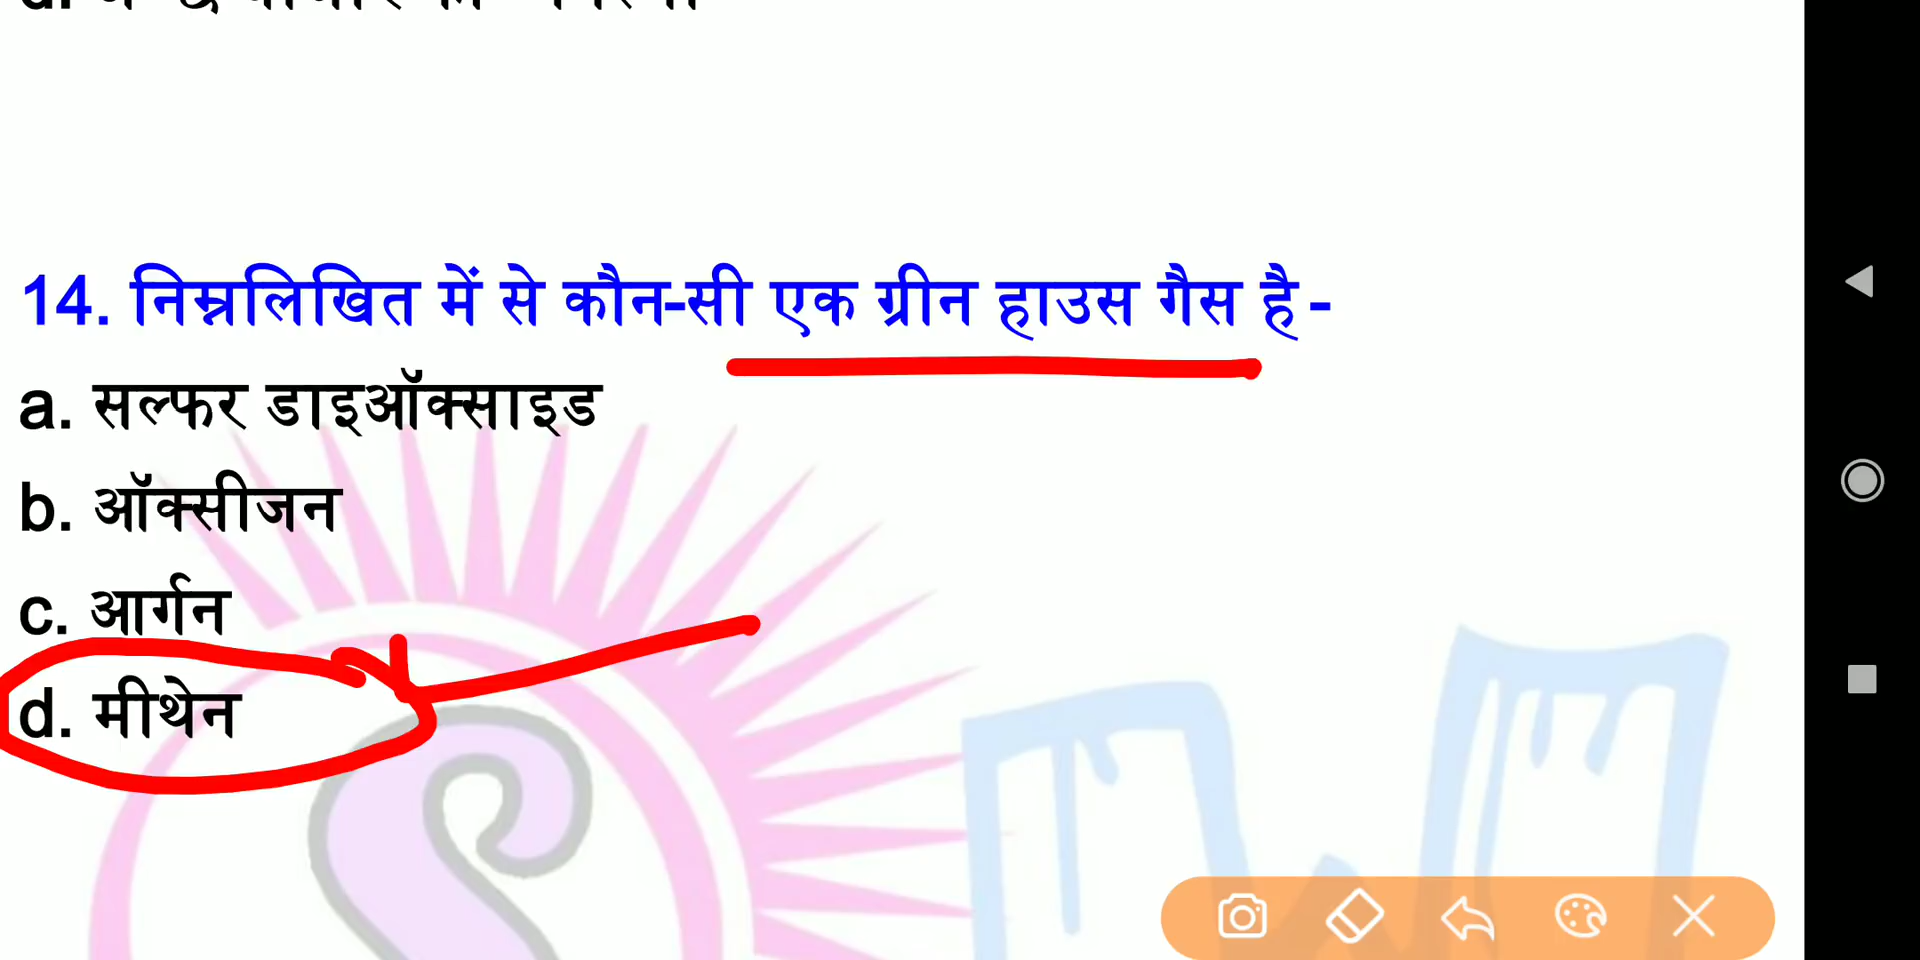 14. निम्नलिखित में से कौन-सी एक ग्रीन हाउस गैस है-
a. सल्फर डाइऑक्साइड
b. ऑक्सीजन
c. आर्गन
d. मीथेन